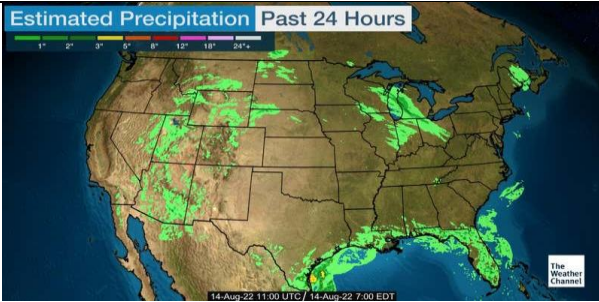 Estimated Precipitation Past 24 Hours
1" 2" 3" 5" 8" 12" 18" 24"+
The
Weather
Channel
14-Aug-22 11:00 UTC / 14-Aug-22 7:00 EDT